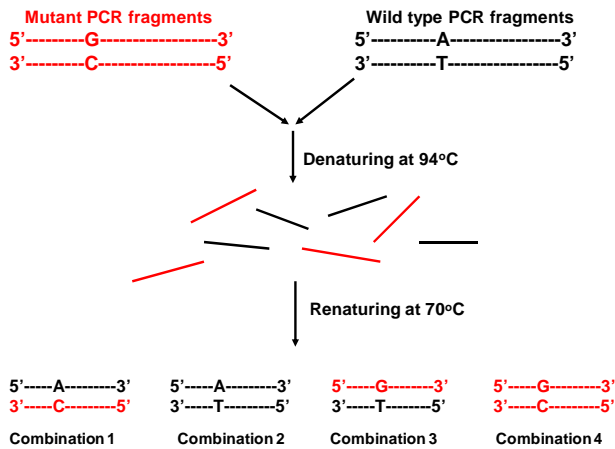 Mutant PCR fragments
5’---------G------------------3’
3’---------C------------------5’
Wild type PCR fragments
5’----------A-----------------3’
3’----------T-----------------5’
Denaturing at 94oC
Renaturing at 70oC
5’-----A---------3’
3’-----C---------5’
Combination 1
5’-----A---------3’
3’-----T---------5’
Combination 2
5’-----G---------3’
3’-----T---------5’
Combination 3
5’-----G---------3’
3’-----C---------5’
Combination 4